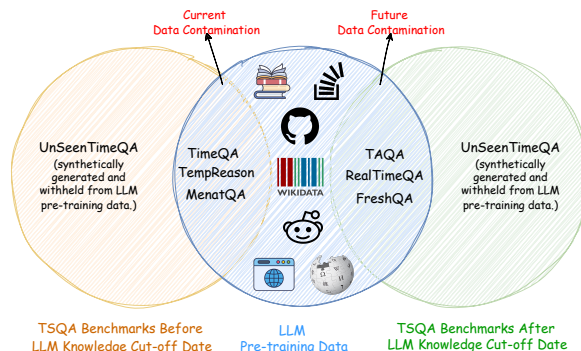 Current
Data Contamination
Future
Data Contamination
UnSeenTimeQA
(synthetically
generated and
withheld from LLM
pre-training data.)
TimeQA
TempReason
MenatQA
WIKIDATA
TAQA
RealTimeQA
FreshQA
UnSeenTimeQA
(synthetically
generated and
withheld from LLM
pre-training data.)
TSQA Benchmarks Before
LLM Knowledge Cut-off Date
LLM
Pre-training Data
TSQA Benchmarks After
LLM Knowledge Cut-off Date